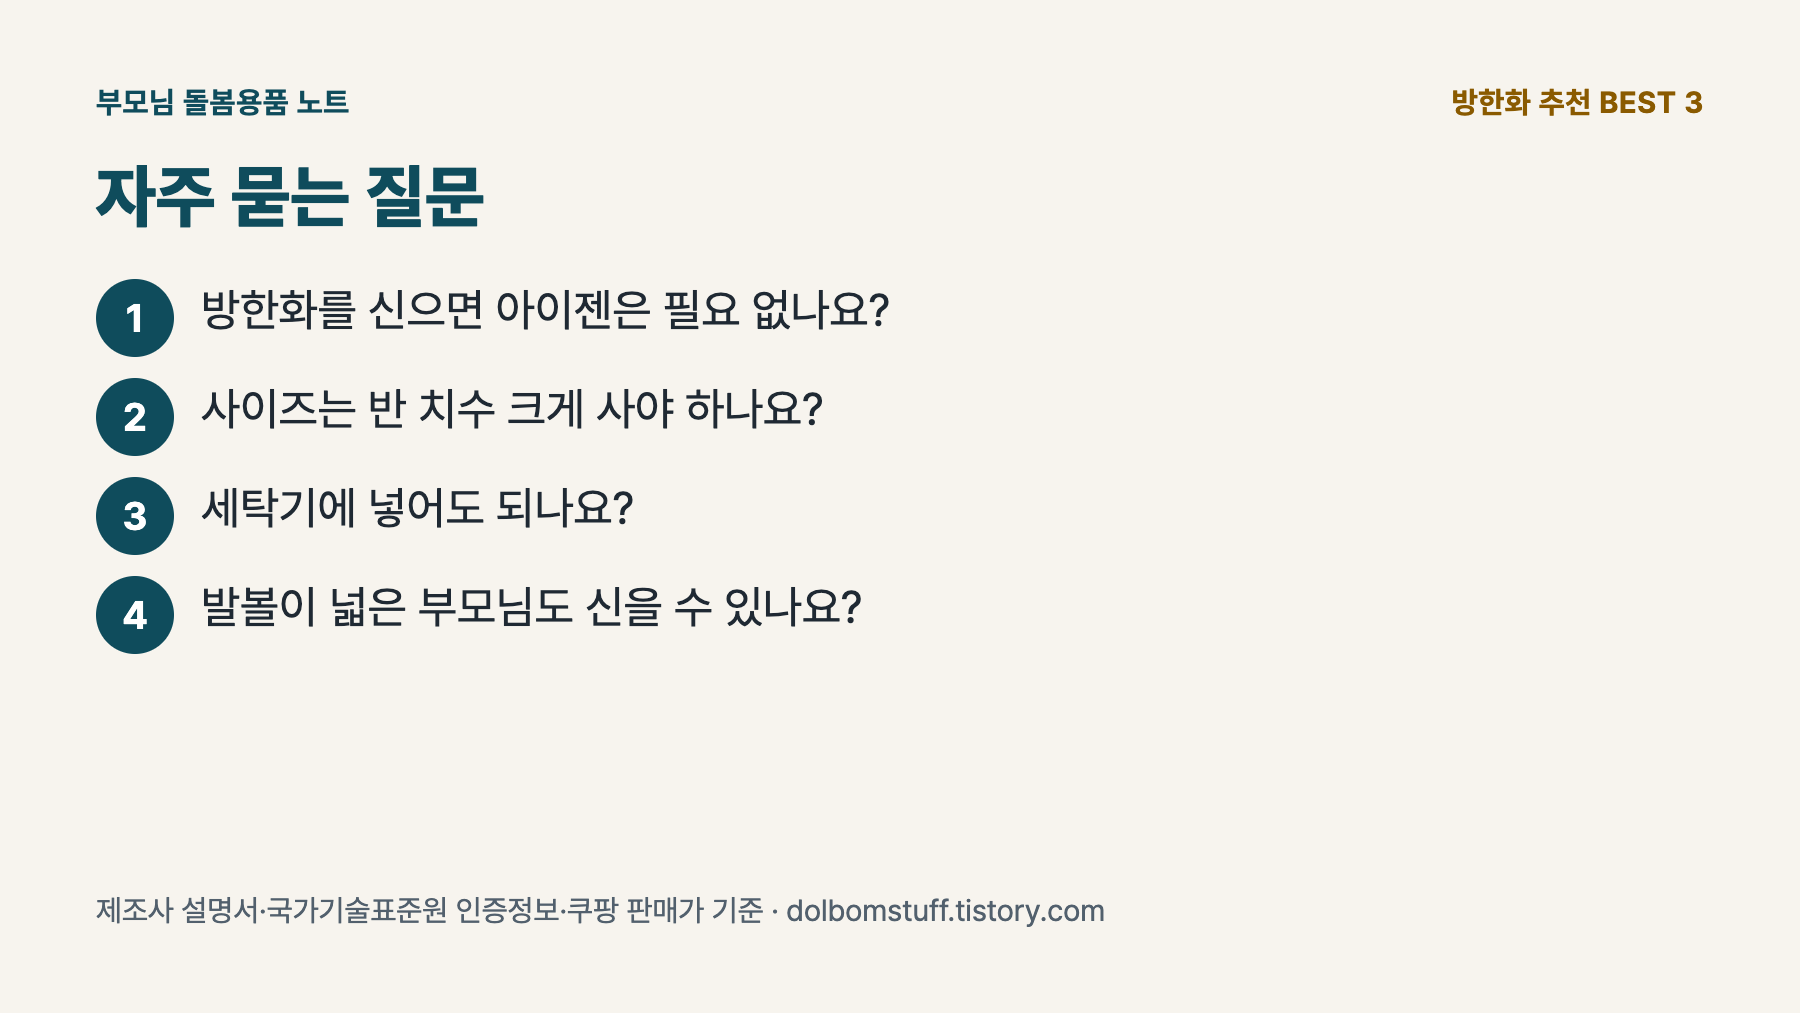 부모님 돌봄용품 노트
방한화 추천 BEST 3
자주 묻는 질문
1 방한화를 신으면 아이젠은 필요 없나요?
2 사이즈는 반 치수 크게 사야 하나요?
3 세탁기에 넣어도 되나요?
4 발볼이 넓은 부모님도 신을 수 있나요?
제조사 설명서·국가기술표준원 인증정보·쿠팡 판매가 기준 · dolbomstuff.tistory.com